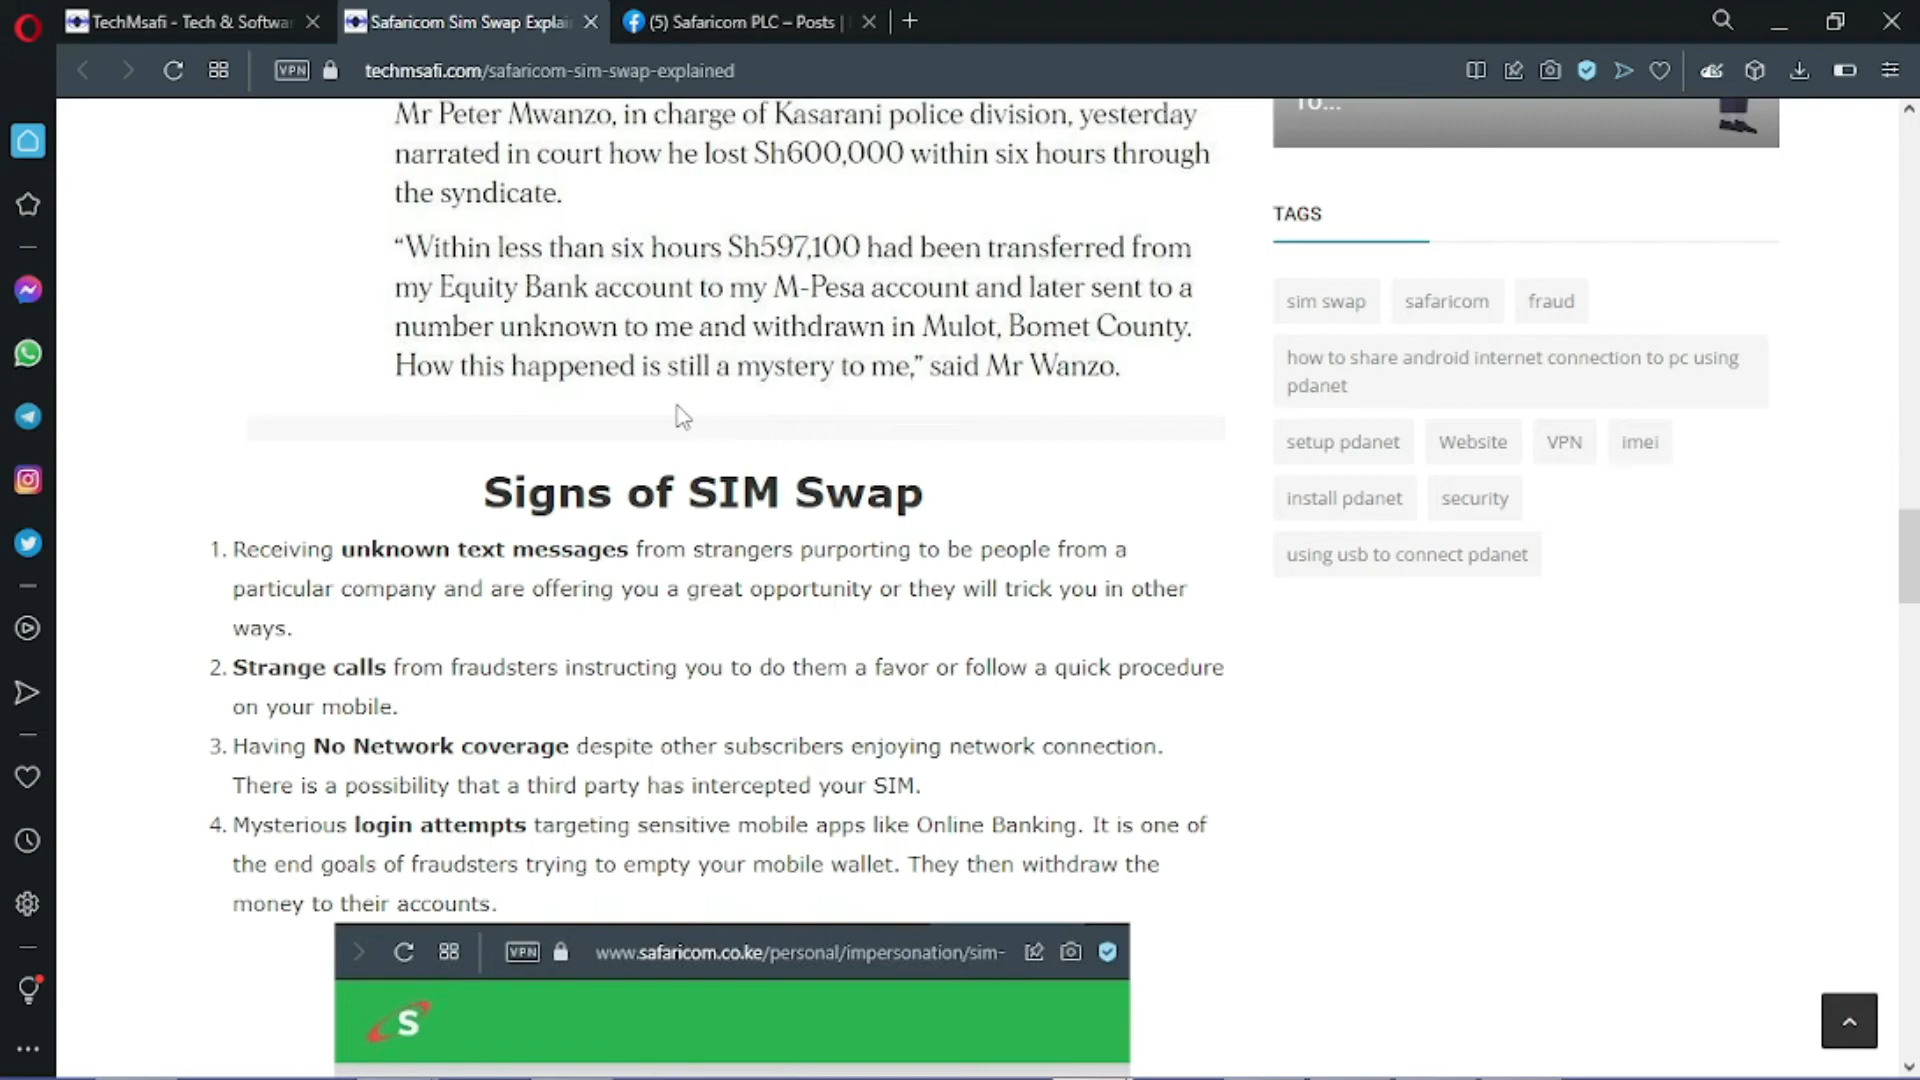 TechMsafi - Tech & Softwa
Safaricom Sim Swap Explai
(5) Safaricom PLC – Posts |
VPN
techmsafi.com/safaricom-sim-swap-explained
Mr Peter Mwanzo, in charge of Kasarani police division, yesterday
narrated in court how he lost Sh600,000 within six hours through
the syndicate.
“Within less than six hours Sh597,100 had been transferred from
my Equity Bank account to my M-Pesa account and later sent to a
number unknown to me and withdrawn in Mulot, Bomet County.
How this happened is still a mystery to me,” said Mr Wanzo.
Signs of SIM Swap
1. Receiving unknown text messages from strangers purporting to be people from a
particular company and are offering you a great opportunity or they will trick you in other
ways.
2. Strange calls from fraudsters instructing you to do them a favor or follow a quick procedure
on your mobile.
3. Having No Network coverage despite other subscribers enjoying network connection.
There is a possibility that a third party has intercepted your SIM.
4. Mysterious login attempts targeting sensitive mobile apps like Online Banking. It is one of
the end goals of fraudsters trying to empty your mobile wallet. They then withdraw the
money to their accounts.
VPN
www.safaricom.co.ke/personal/impersonation/sim-
S
To...
TAGS
sim swap
safaricom
fraud
how to share android internet connection to pc using
pdanet
setup pdanet
Website
VPN
imei
install pdanet
security
using usb to connect pdanet